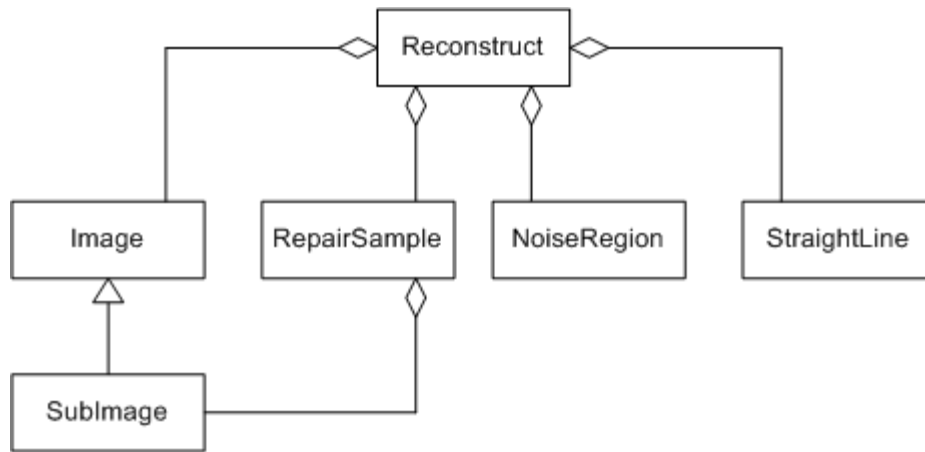 Reconstruct
Image
RepairSample
NoiseRegion
StraightLine
SubImage